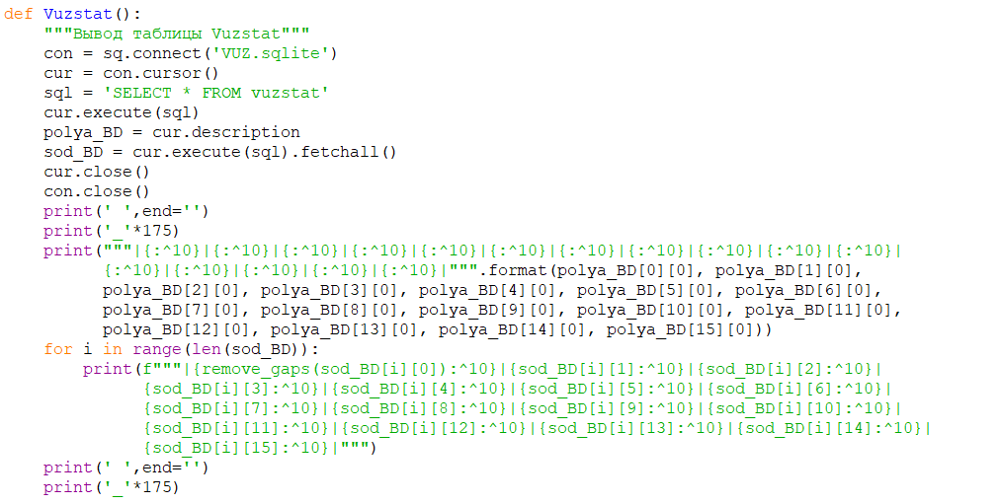 def Vuzstat():
    """Вывод таблицы Vuzstat"""
    con = sq.connect('VUZ.sqlite')
    cur = con.cursor()
    sql = 'SELECT * FROM vuzstat'
    cur.execute(sql)
    polya_BD = cur.description
    sod_BD = cur.execute(sql).fetchall()
    cur.close()
    con.close()
    print(' ',end='')
    print('_'*175)
    print("""|{:^10}|{:^10}|{:^10}|{:^10}|{:^10}|{:^10}|{:^10}|{:^10}|{:^10}|{:^10}|{:^10}|
          {:^10}|{:^10}|{:^10}|{:^10}|{:^10}|""".format(polya_BD[0][0], polya_BD[1][0],
          polya_BD[2][0], polya_BD[3][0], polya_BD[4][0], polya_BD[5][0], polya_BD[6][0],
          polya_BD[7][0], polya_BD[8][0], polya_BD[9][0], polya_BD[10][0], polya_BD[11][0],
          polya_BD[12][0], polya_BD[13][0], polya_BD[14][0], polya_BD[15][0]))
    for i in range(len(sod_BD)):
        print(f"""|{remove_gaps(sod_BD[i][0]):^10}|{sod_BD[i][1]:^10}|{sod_BD[i][2]:^10}|
              {sod_BD[i][3]:^10}|{sod_BD[i][4]:^10}|{sod_BD[i][5]:^10}|{sod_BD[i][6]:^10}|
              {sod_BD[i][7]:^10}|{sod_BD[i][8]:^10}|{sod_BD[i][9]:^10}|{sod_BD[i][10]:^10}|
              {sod_BD[i][11]:^10}|{sod_BD[i][12]:^10}|{sod_BD[i][13]:^10}|{sod_BD[i][14]:^10}|
              {sod_BD[i][15]:^10}|""")
    print(' ',end='')
    print('_'*175)